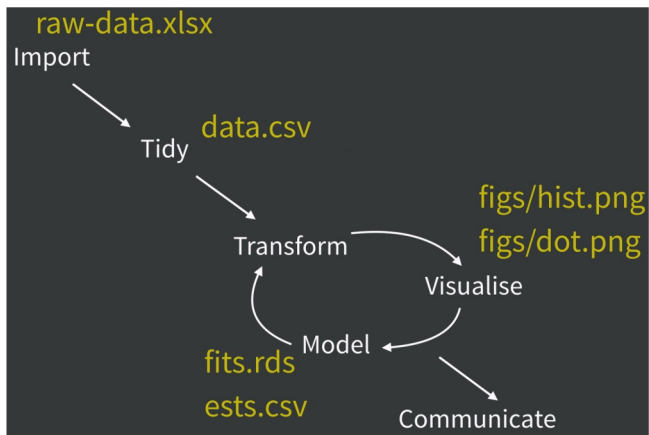 raw-data.xlsx
Import
data.csv
Tidy
figs/hist.png
figs/dot.png
Transform
Visualise
Model
fits.rds
ests.csv
Communicate